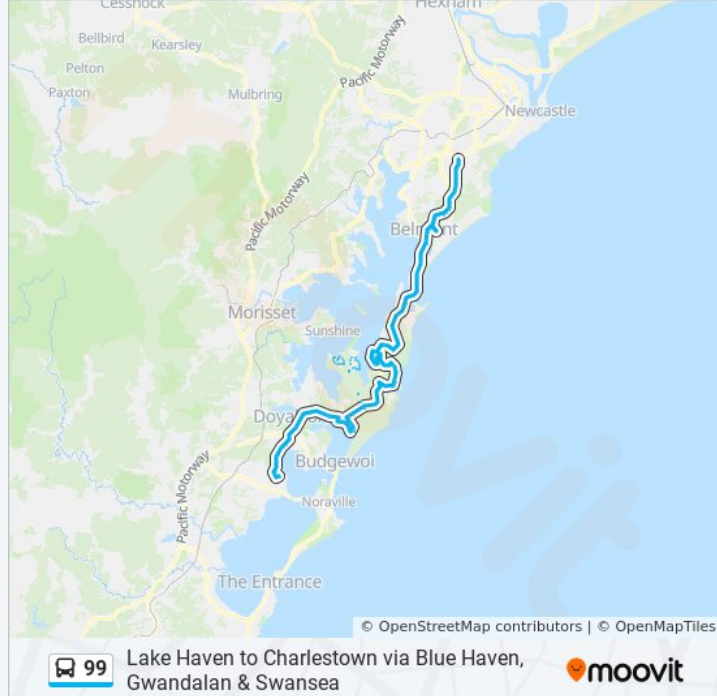 Cessnock
Hexham
Bellbird
Kearsley
Pelton
Paxton
Mulbring
Pacific Motorway
Newcastle
Pacific Motorway
Belmont
Morisset
Sunshine
Budgewoi
Pacific Motorway
Noraville
The Entrance
© OpenStreetMap contributors | © OpenMapTiles
99
Lake Haven to Charlestown via Blue Haven,
Gwandalan & Swansea
moovit